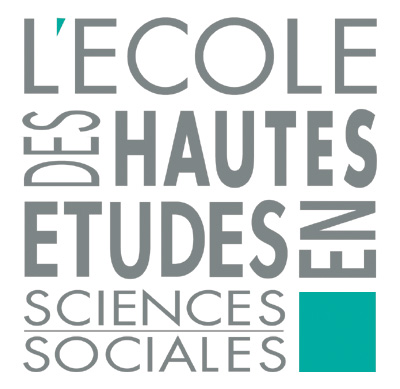 L'ECOLE
DES HAUTES
ETUDES EN
SCIENCES
SOCIALES